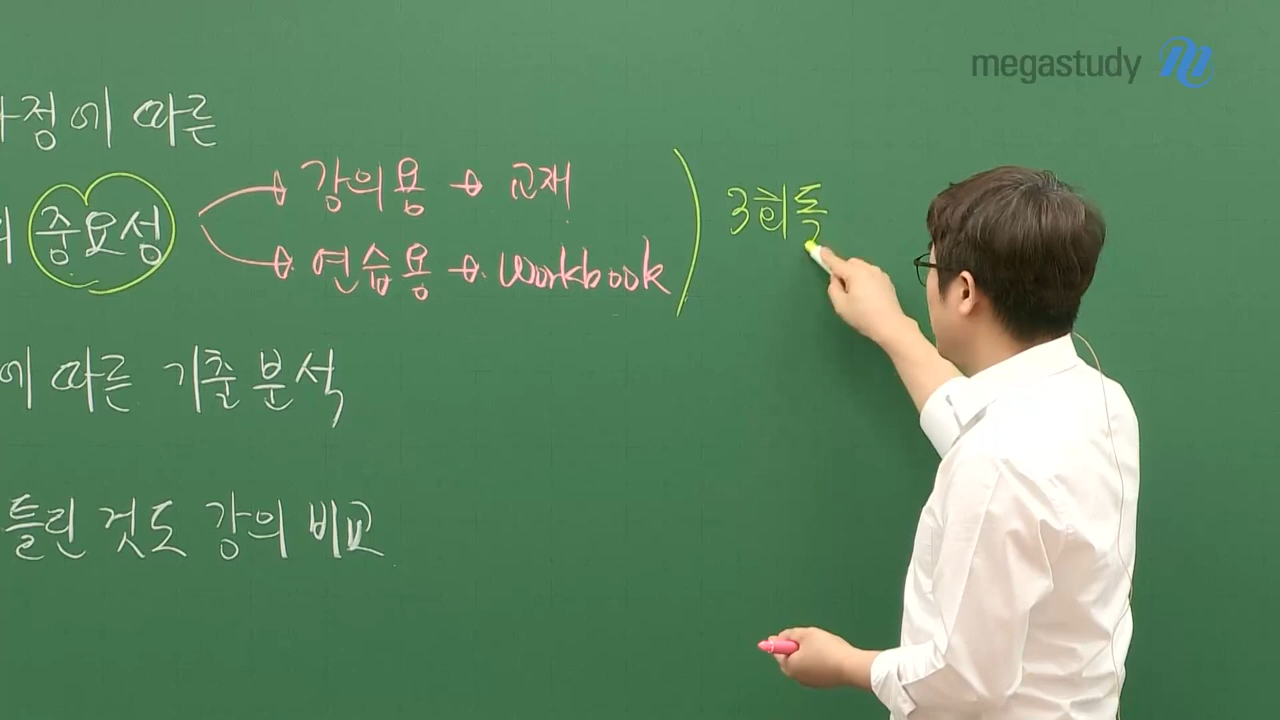 megastudy
정에 따른
중요성
강의용 → 교재
연습용 → Workbook
3회독
에 따른 기출분석
틀린 것도 강의 비교